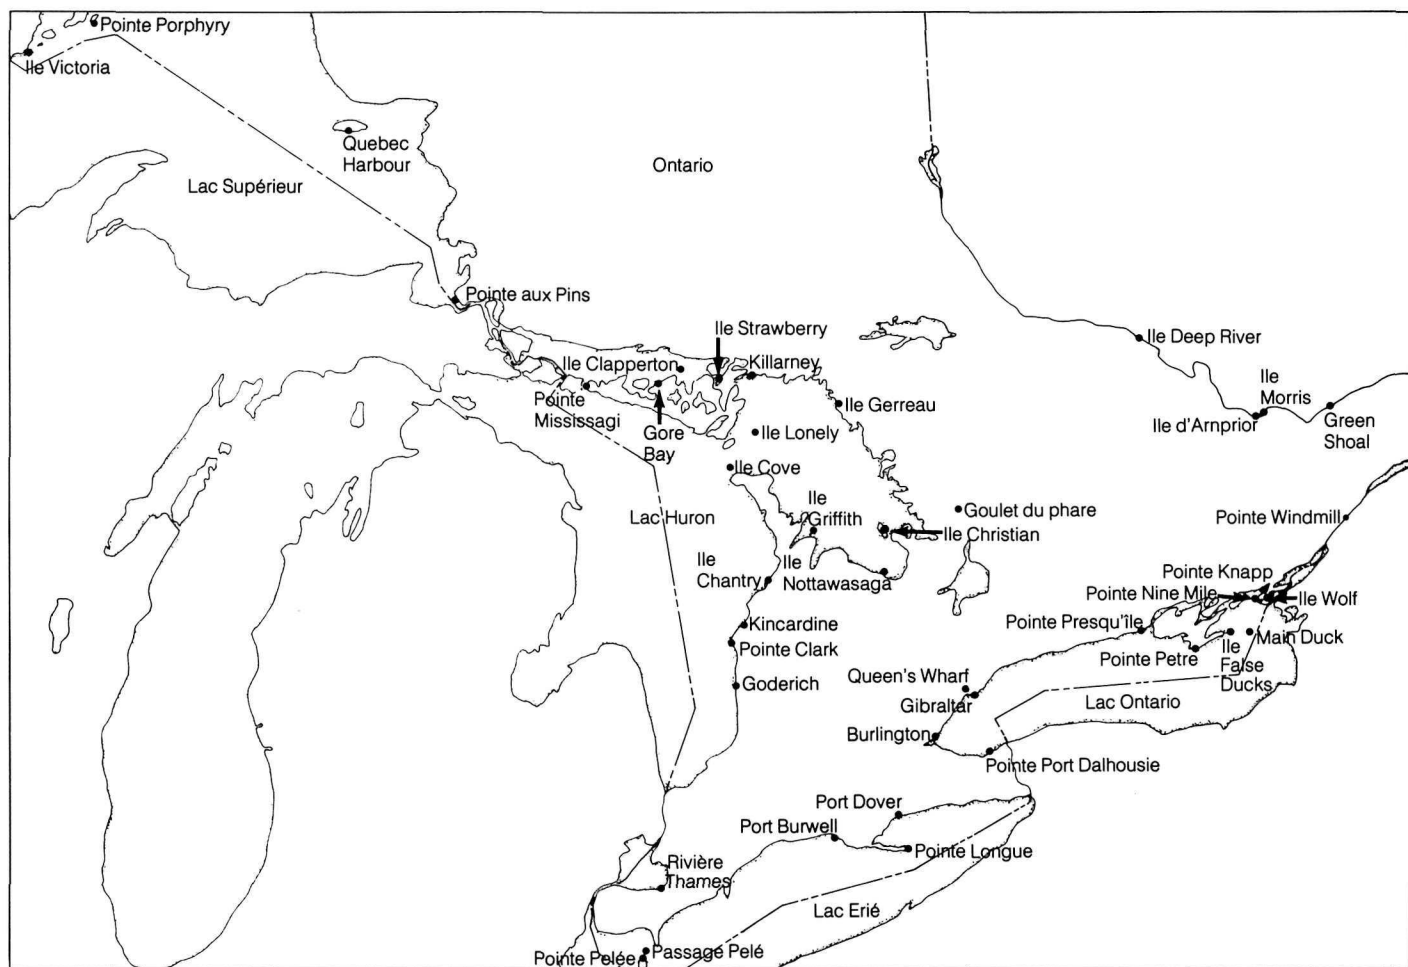 Pointe Porphyry
Ile Victoria
Quebec
Harbour
Ontario
Lac Supérieur
Pointe aux Pins
Ile Strawberry
Ile Deep River
Ile Clapperton
Killarney
Pointe
Mississagi
Ile
Morris
Ile Gerreau
Ile d'Arnprior
Green
Shoal
Gore
Bay
Ile Lonely
Ile Cove
Ile
Griffith
Goulet du phare
Lac Huron
Pointe Windmill
Ile Christian
Ile
Chantry
Ile
Nottawasaga
Pointe Knapp
Pointe Nine Mile
Ile Wolf
Kincardine
Pointe Presqu'île
Main Duck
Pointe Clark
Pointe Petre
Ile
False
Ducks
Goderich
Queen's Wharf
Gibraltar
Lac Ontario
Burlington
Pointe Port Dalhousie
Port Dover
Port Burwell
Pointe Longue
Rivière
Thames
Lac Erié
Passage Pelé
Pointe Pelée